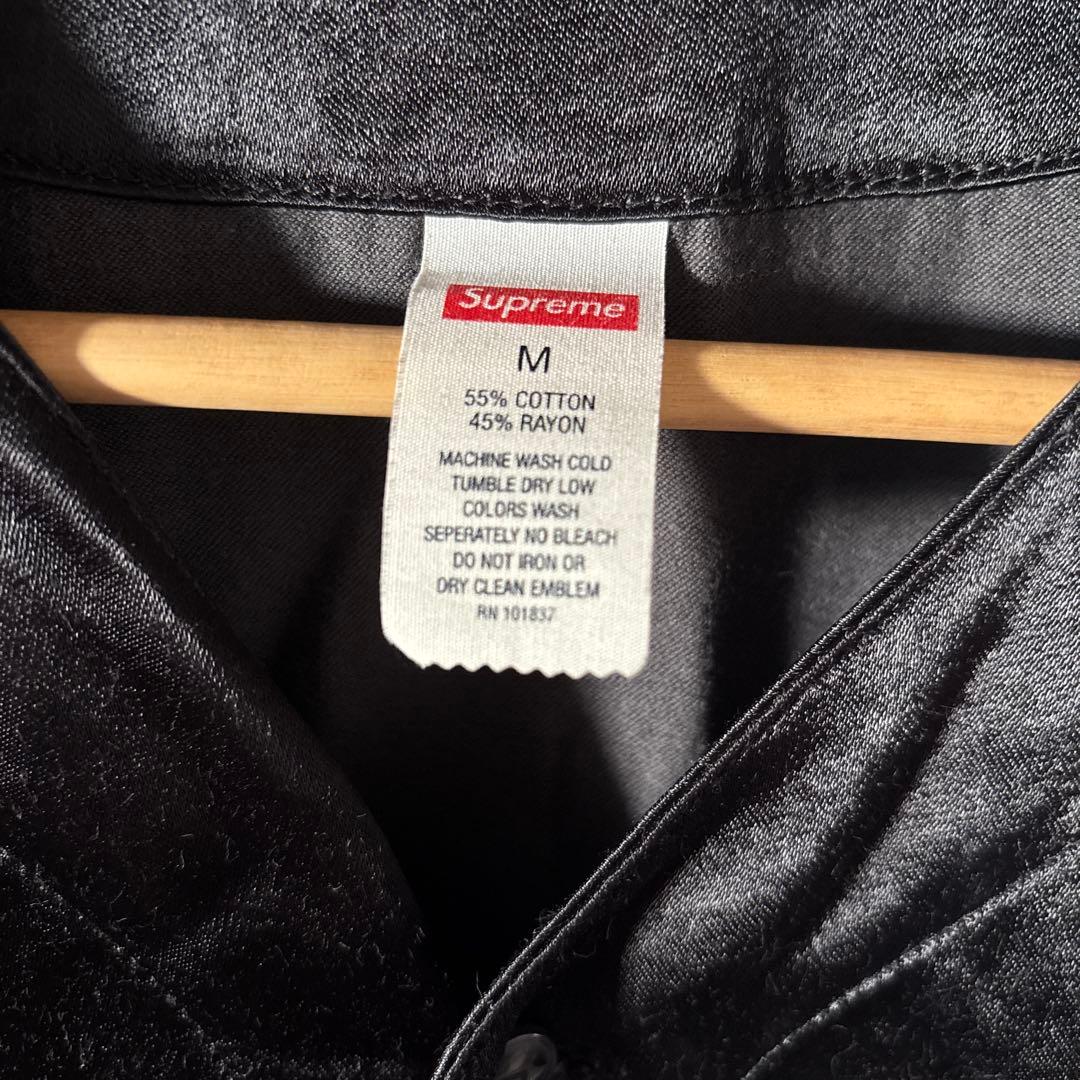 Supreme
M
55% COTTON
45% RAYON
MACHINE WASH COLD
TUMBLE DRY LOW
COLORS WASH
SEPERATELY NO BLEACH
DO NOT IRON OR
DRY CLEAN EMBLEM
RN 101837